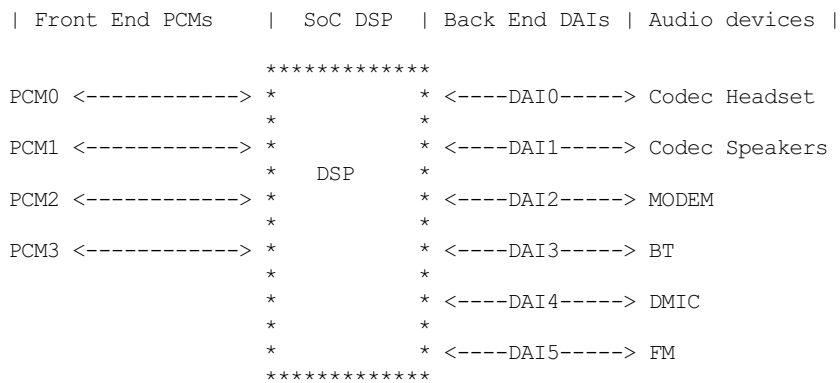 | Front End PCMs    |  SoC DSP  | Back End DAIs | Audio devices |
                    *************
PCM0 <------------> *           * <----DAI0-----> Codec Headset
                    *           *
PCM1 <------------> *           * <----DAI1-----> Codec Speakers
                    *   DSP     *
PCM2 <------------> *           * <----DAI2-----> MODEM
                    *           *
PCM3 <------------> *           * <----DAI3-----> BT
                    *           *
                    *           * <----DAI4-----> DMIC
                    *           *
                    *           * <----DAI5-----> FM
                    *************